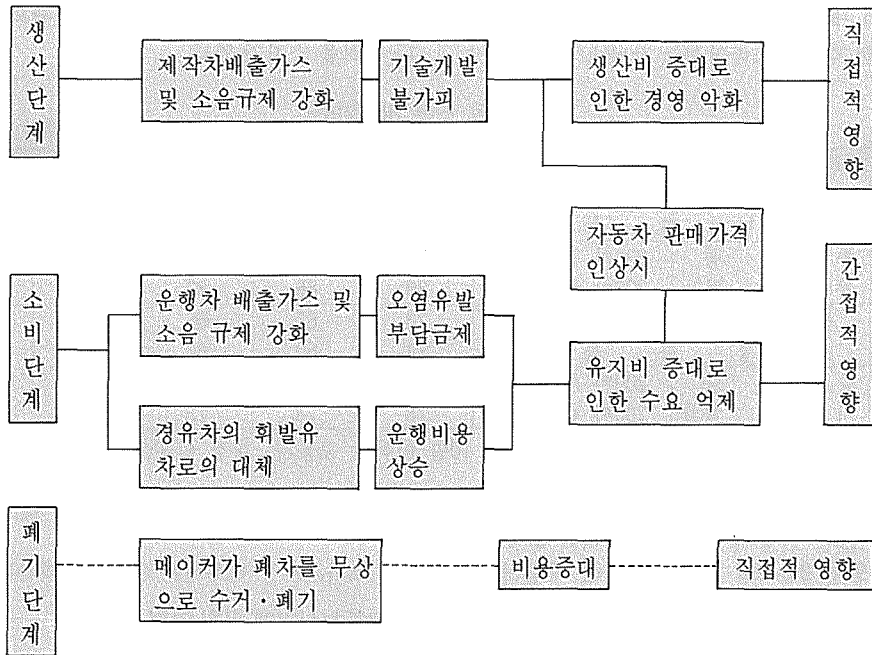 생산단계
제작차배출가스
및 소음규제 강화
기술개발
불가피
생산비 증대로
인한 경영 악화
직접적영향
자동차 판매가격
인상시
소비단계
운행차 배출가스 및
소음 규제 강화
오염유발
부담금제
경유차의 휘발유
차로의 대체
운행비용
상승
유지비 증대로
인한 수요 억제
간접적영향
폐기단계
메이커가 폐차를 무상
으로 수거·폐기
비용증대
직접적 영향